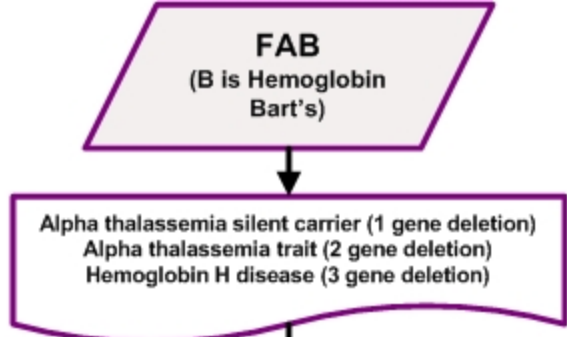 FAB
(B is Hemoglobin
Bart's)
Alpha thalassemia silent carrier (1 gene deletion)
Alpha thalassemia trait (2 gene deletion)
Hemoglobin H disease (3 gene deletion)